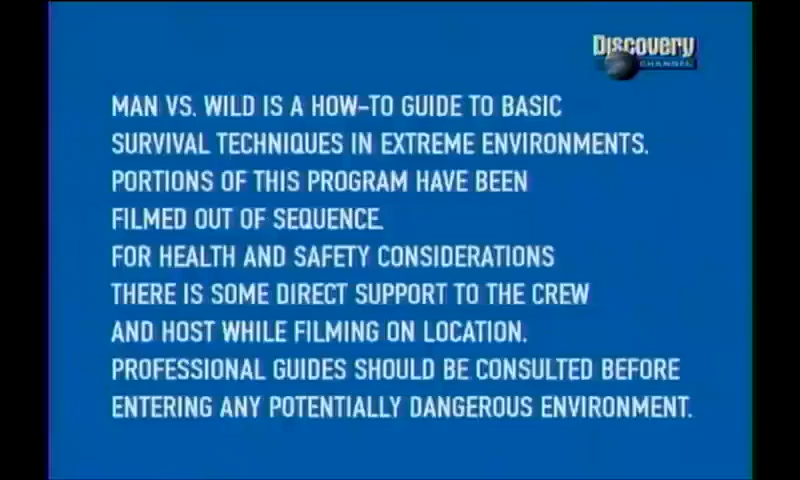 Discovery
CHANNEL
MAN VS. WILD IS A HOW-TO GUIDE TO BASIC
SURVIVAL TECHNIQUES IN EXTREME ENVIRONMENTS.
PORTIONS OF THIS PROGRAM HAVE BEEN
FILMED OUT OF SEQUENCE.
FOR HEALTH AND SAFETY CONSIDERATIONS
THERE IS SOME DIRECT SUPPORT TO THE CREW
AND HOST WHILE FILMING ON LOCATION.
PROFESSIONAL GUIDES SHOULD BE CONSULTED BEFORE
ENTERING ANY POTENTIALLY DANGEROUS ENVIRONMENT.